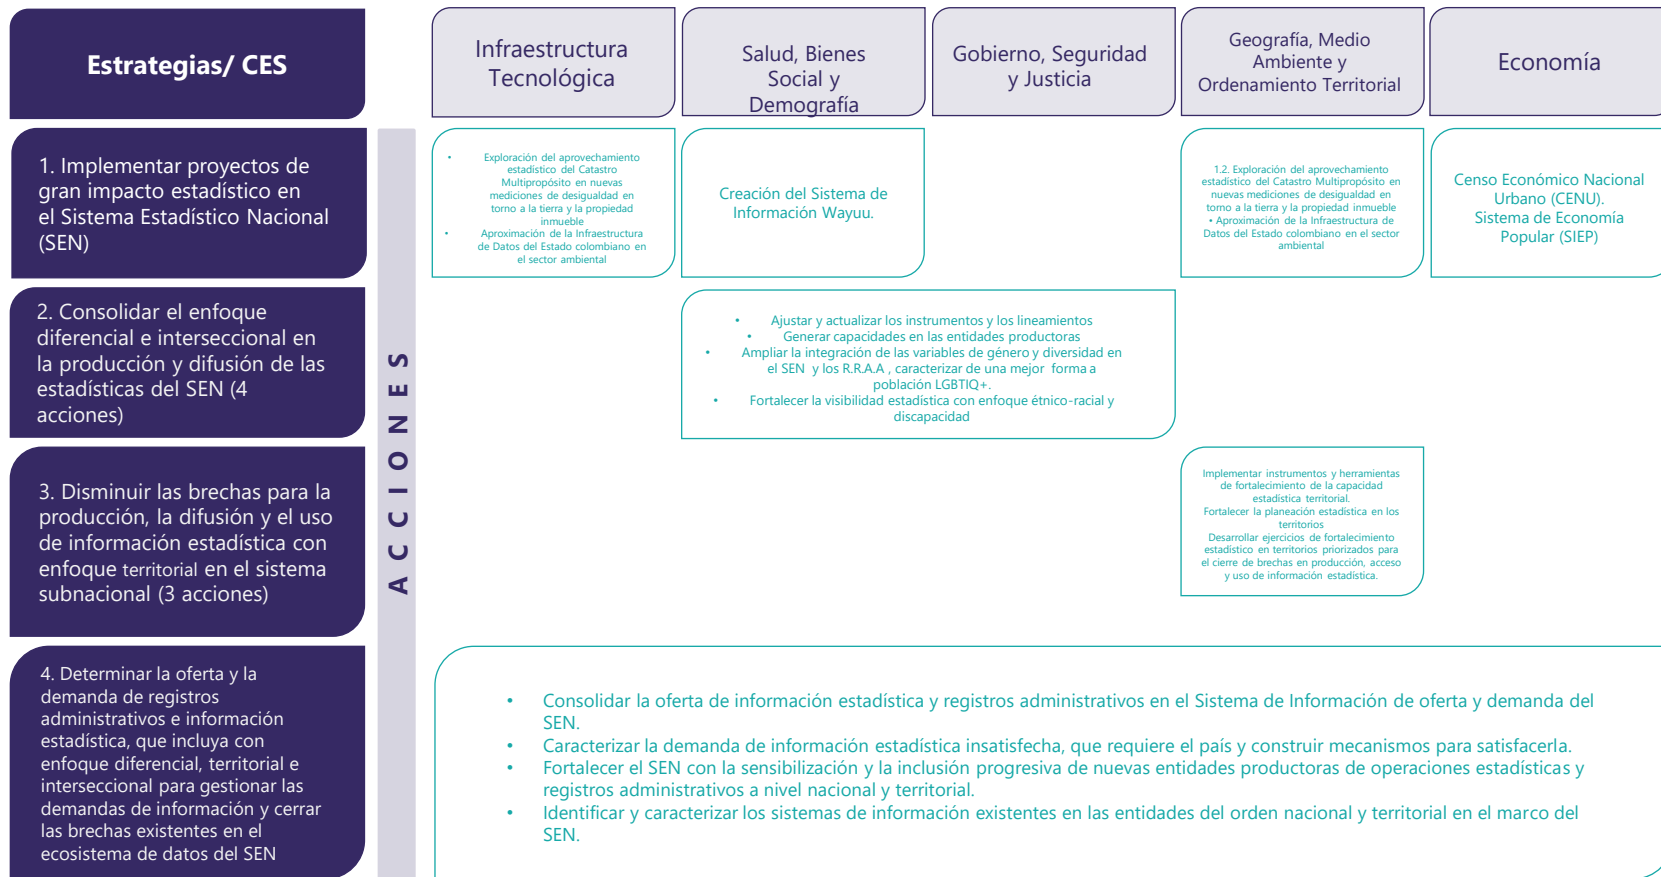 Estrategias/ CES
Infraestructura
Tecnológica
Salud, Bienes
Social y
Demografía
Gobierno, Seguridad
y Justicia
Geografía, Medio
Ambiente y
Ordenamiento Territorial
Economía
ACCIONES
1. Implementar proyectos de
gran impacto estadístico en
el Sistema Estadístico Nacional
(SEN)
• Exploración del aprovechamiento
estadístico del Catastro
Multipropósito en nuevas
mediciones de desigualdad en
torno a la tierra y la propiedad
inmueble
• Aproximación de la Infraestructura
de Datos del Estado colombiano en
el sector ambiental
Creación del Sistema de
Información Wayuu.
1.2. Exploración del aprovechamiento
estadístico del Catastro Multipropósito en
nuevas mediciones de desigualdad en
torno a la tierra y la propiedad inmueble
• Aproximación de la Infraestructura de
Datos del Estado colombiano en el sector
ambiental
Censo Económico Nacional
Urbano (CENU).
Sistema de Economía
Popular (SIEP)
2. Consolidar el enfoque
diferencial e interseccional en
la producción y difusión de las
estadísticas del SEN (4
acciones)
• Ajustar y actualizar los instrumentos y los lineamientos
• Generar capacidades en las entidades productoras
• Ampliar la integración de las variables de género y diversidad en
el SEN y los R.R.A.A , caracterizar de una mejor forma a
población LGBTIQ+.
• Fortalecer la visibilidad estadística con enfoque étnico-racial y
discapacidad
3. Disminuir las brechas para la
producción, la difusión y el uso
de información estadística con
enfoque territorial en el sistema
subnacional (3 acciones)
Implementar instrumentos y herramientas
de fortalecimiento de la capacidad
estadística territorial.
Fortalecer la planeación estadística en los
territorios
Desarrollar ejercicios de fortalecimiento
estadístico en territorios priorizados para
el cierre de brechas en producción, acceso
y uso de información estadística.
4. Determinar la oferta y la
demanda de registros
administrativos e información
estadística, que incluya con
enfoque diferencial, territorial e
interseccional para gestionar las
demandas de información y cerrar
las brechas existentes en el
ecosistema de datos del SEN
• Consolidar la oferta de información estadística y registros administrativos en el Sistema de Información de oferta y demanda del
SEN.
• Caracterizar la demanda de información estadística insatisfecha, que requiere el país y construir mecanismos para satisfacerla.
• Fortalecer el SEN con la sensibilización y la inclusión progresiva de nuevas entidades productoras de operaciones estadísticas y
registros administrativos a nivel nacional y territorial.
• Identificar y caracterizar los sistemas de información existentes en las entidades del orden nacional y territorial en el marco del
SEN.